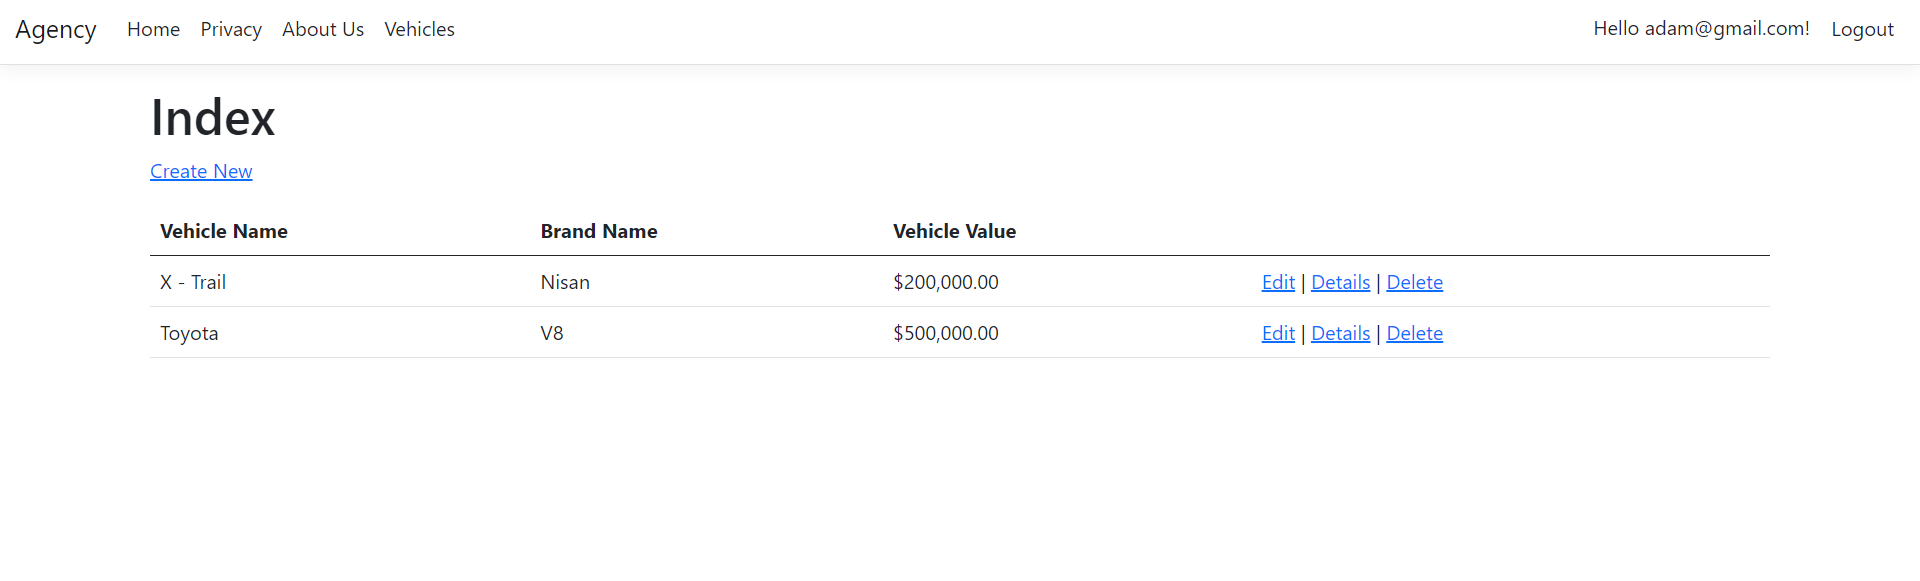 Agency Home Privacy About Us Vehicles Hello adam@gmail.com! Logout
Index
Create New
Vehicle Name Brand Name Vehicle Value
X - Trail Nisan $200,000.00 Edit | Details | Delete
Toyota V8 $500,000.00 Edit | Details | Delete